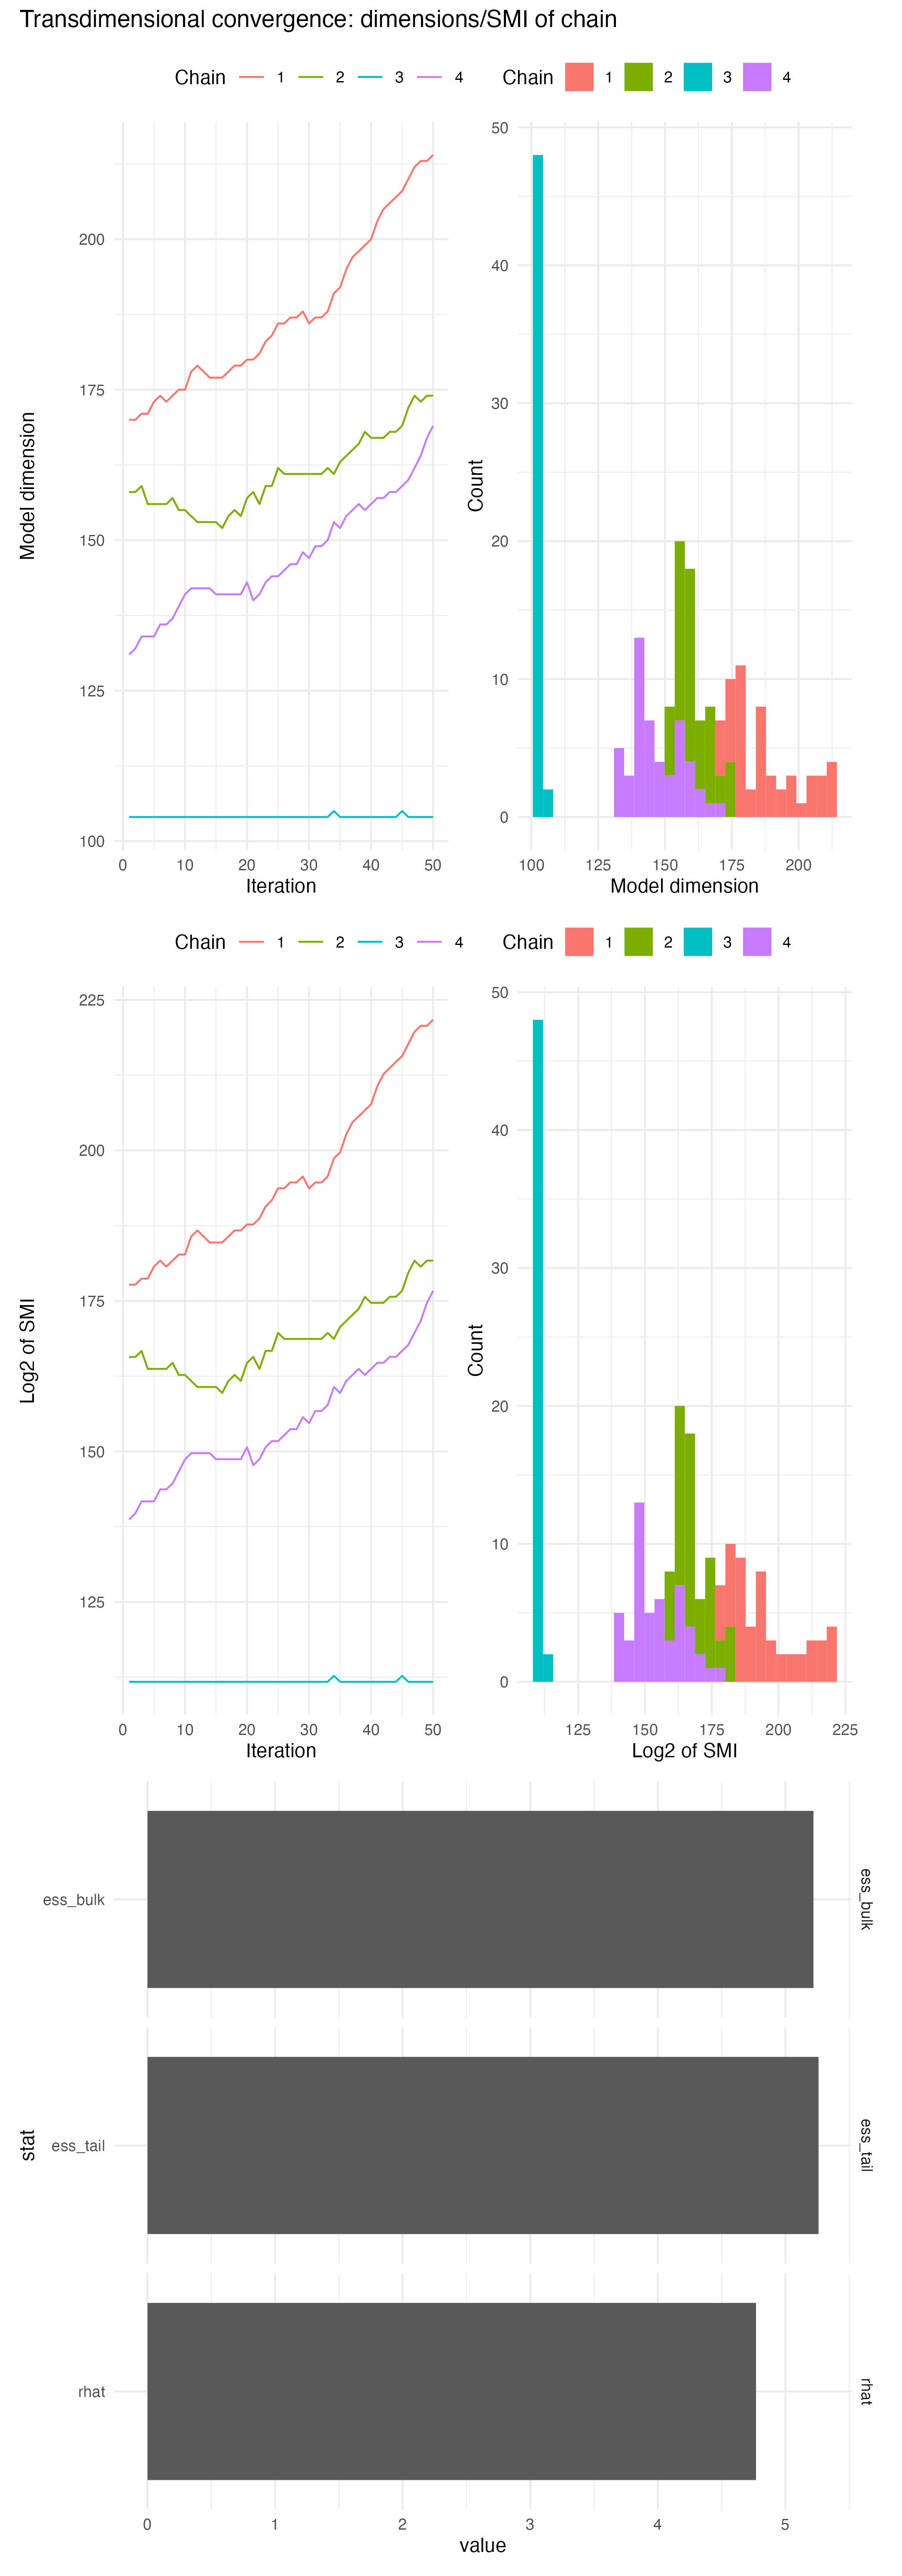 Transdimensional convergence: dimensions/SMI of chain
Chain 1 2 3 4
Chain 1 2 3 4
200
175
150
125
100
Model dimension
0 10 20 30 40 50
Iteration
50
40
30
20
10
0
Count
100 125 150 175 200
Model dimension
Chain 1 2 3 4
Chain 1 2 3 4
225
200
175
150
125
Log2 of SMI
0 10 20 30 40 50
Iteration
50
40
30
20
10
0
Count
125 150 175 200 225
Log2 of SMI
stat
ess_bulk
ess_bulk
ess_tail
ess_tail
rhat
rhat
0 1 2 3 4 5
value